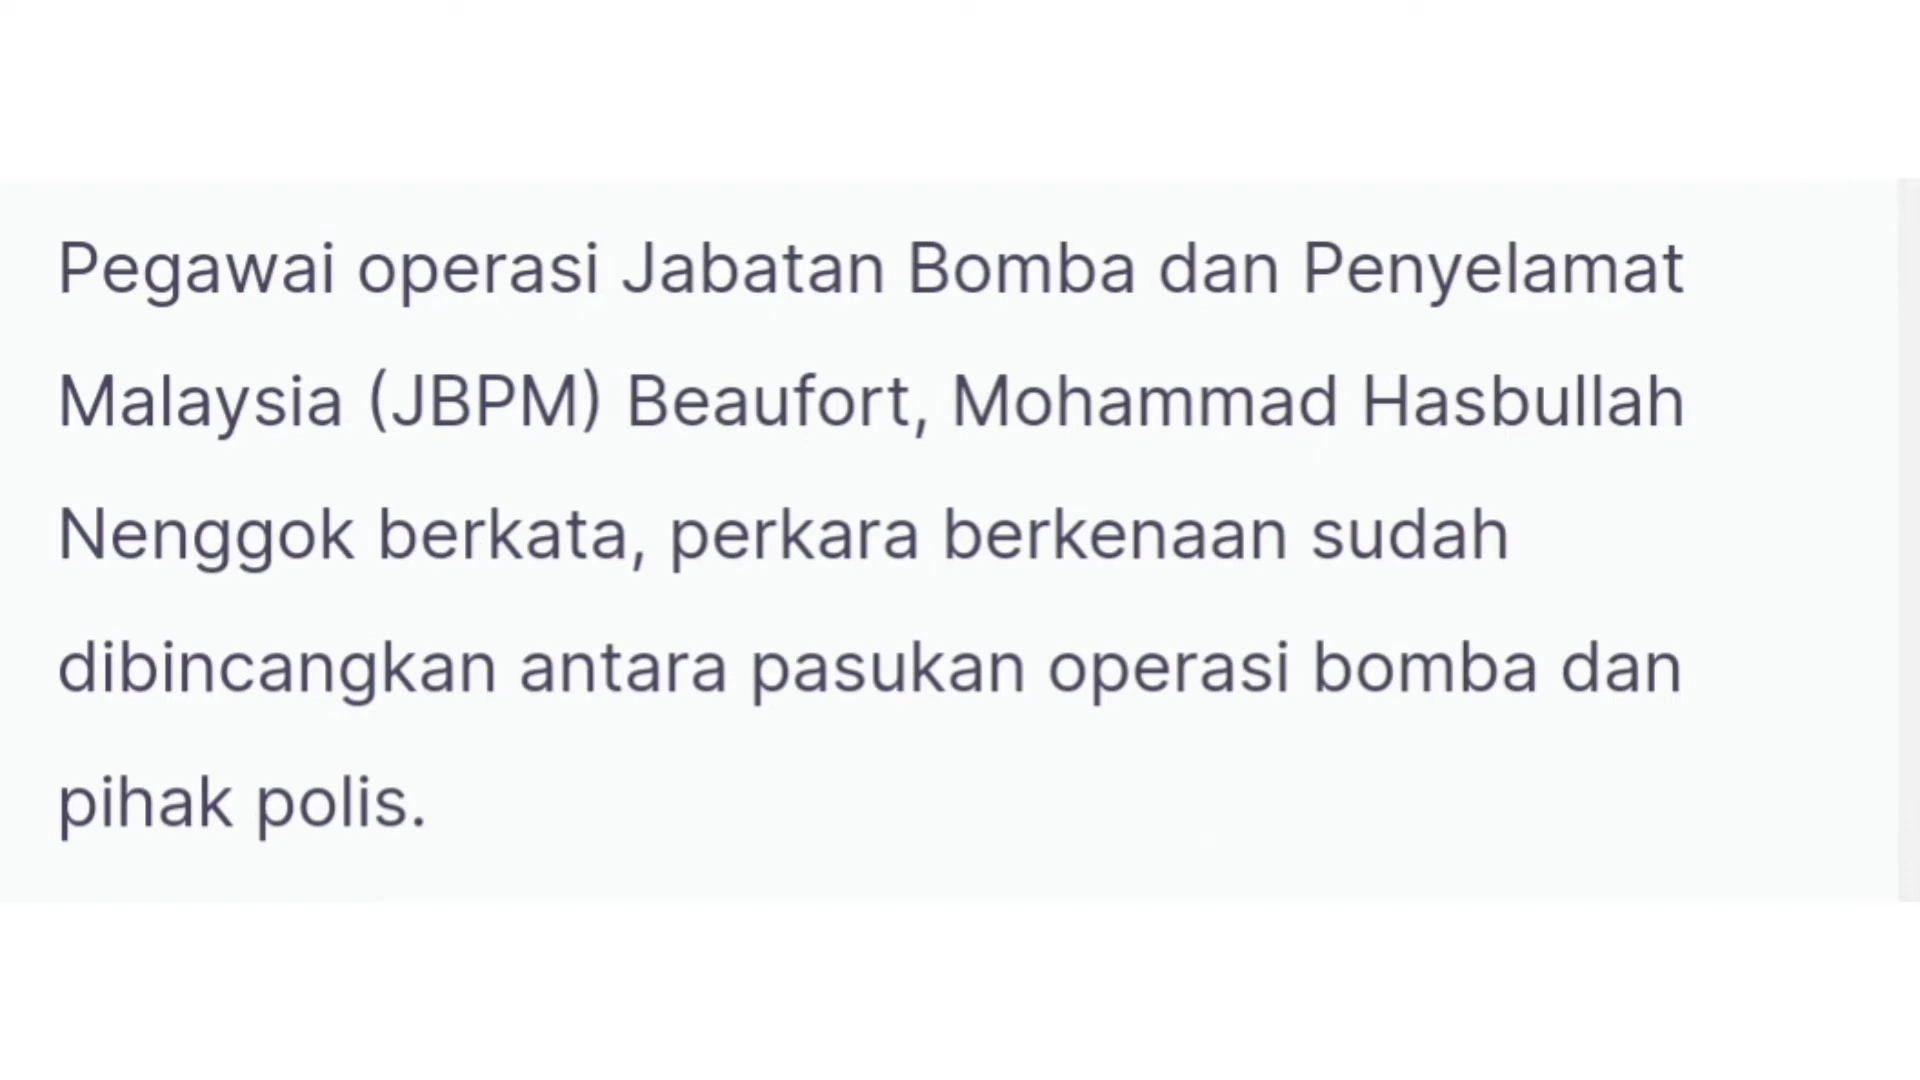 Pegawai operasi Jabatan Bomba dan Penyelamat
Malaysia (JBPM) Beaufort, Mohammad Hasbullah
Nenggok berkata, perkara berkenaan sudah
dibincangkan antara pasukan operasi bomba dan
pihak polis.